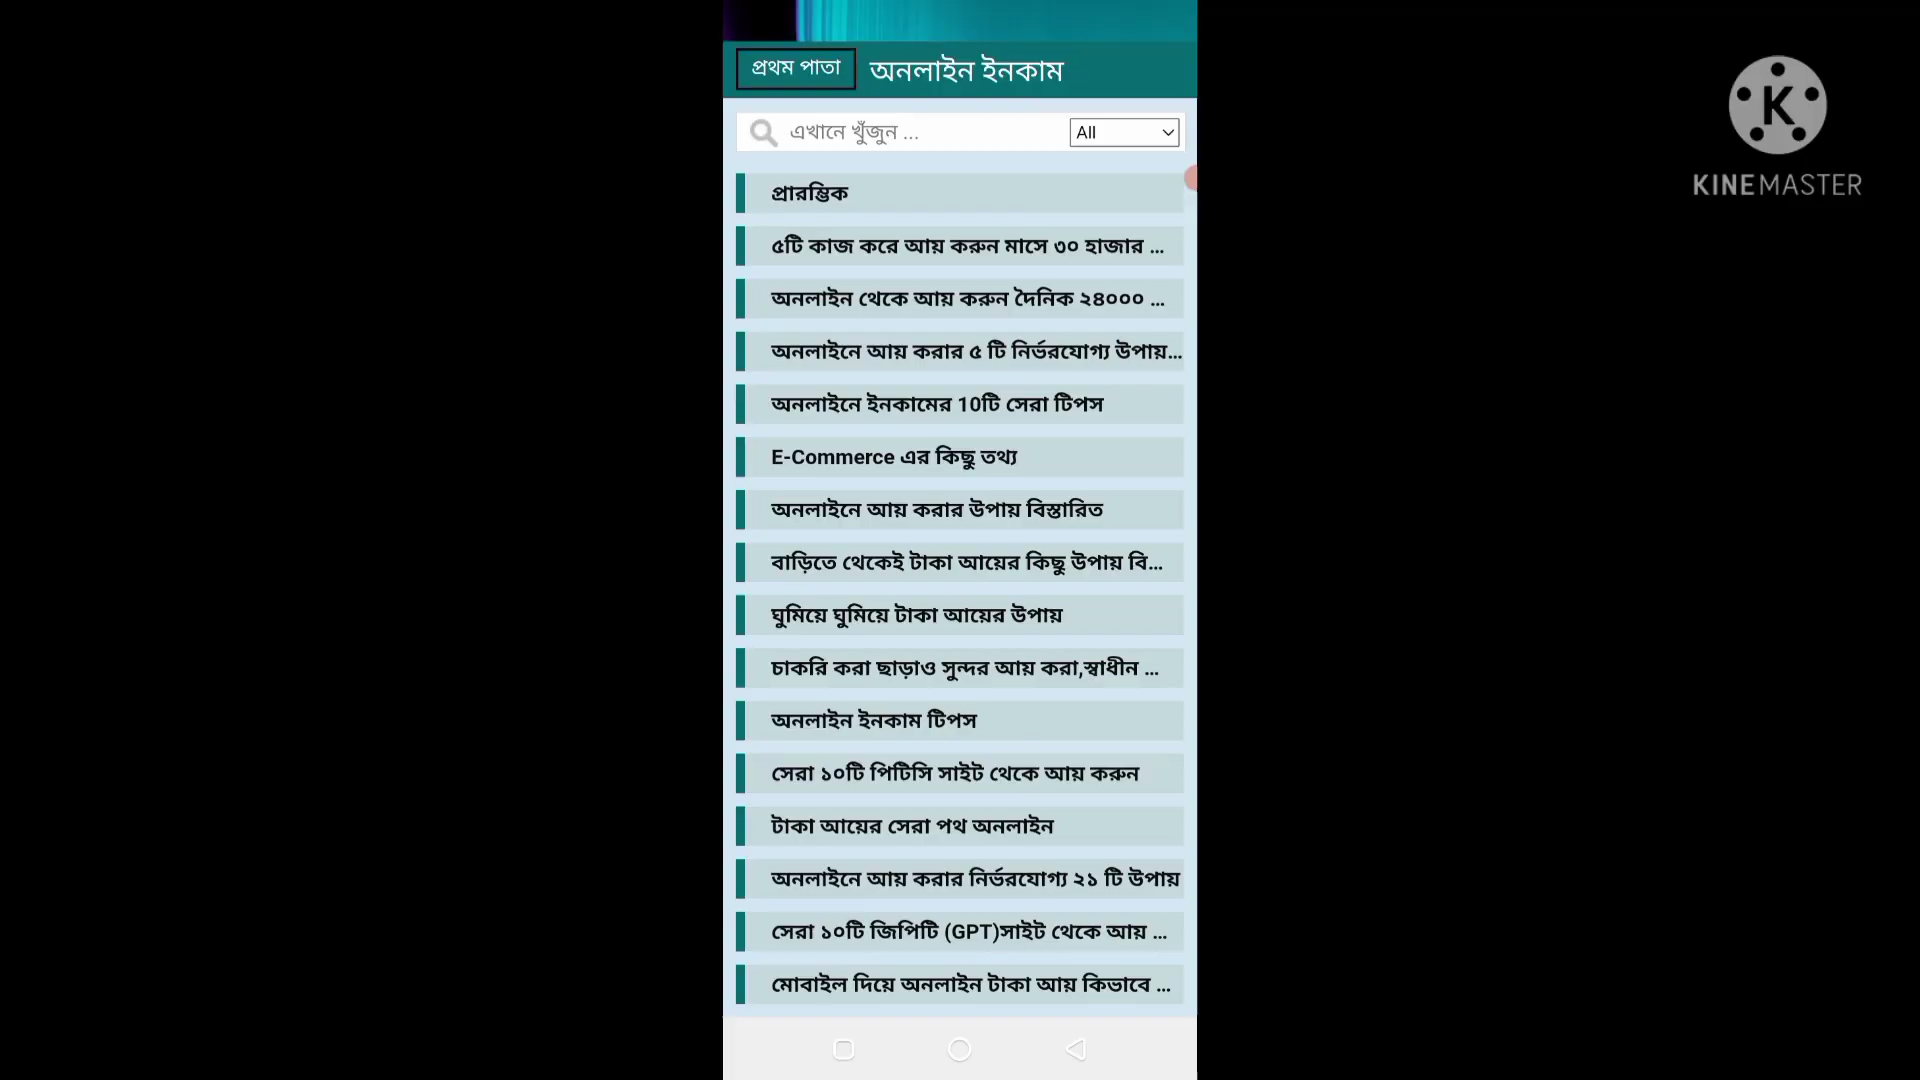 প্রথম পাতা অনলাইন ইনকাম
এখানে খুঁজুন ... All
KINEMASTER
প্রারম্ভিক
৫টি কাজ করে আয় করুন মাসে ৩০ হাজার ...
অনলাইন থেকে আয় করুন দৈনিক ২৪০০০ ...
অনলাইনে আয় করার ৫ টি নির্ভরযোগ্য উপায়...
অনলাইনে ইনকামের 10টি সেরা টিপস
E-Commerce এর কিছু তথ্য
অনলাইনে আয় করার উপায় বিস্তারিত
বাড়িতে থেকেই টাকা আয়ের কিছু উপায় বি...
ঘুমিয়ে ঘুমিয়ে টাকা আয়ের উপায়
চাকরি করা ছাড়াও সুন্দর আয় করা,স্বাধীন ...
অনলাইন ইনকাম টিপস
সেরা ১০টি পিটিসি সাইট থেকে আয় করুন
টাকা আয়ের সেরা পথ অনলাইন
অনলাইনে আয় করার নির্ভরযোগ্য ২১ টি উপায়
সেরা ১০টি জিপিটি (GPT)সাইট থেকে আয় ...
মোবাইল দিয়ে অনলাইন টাকা আয় কিভাবে ...